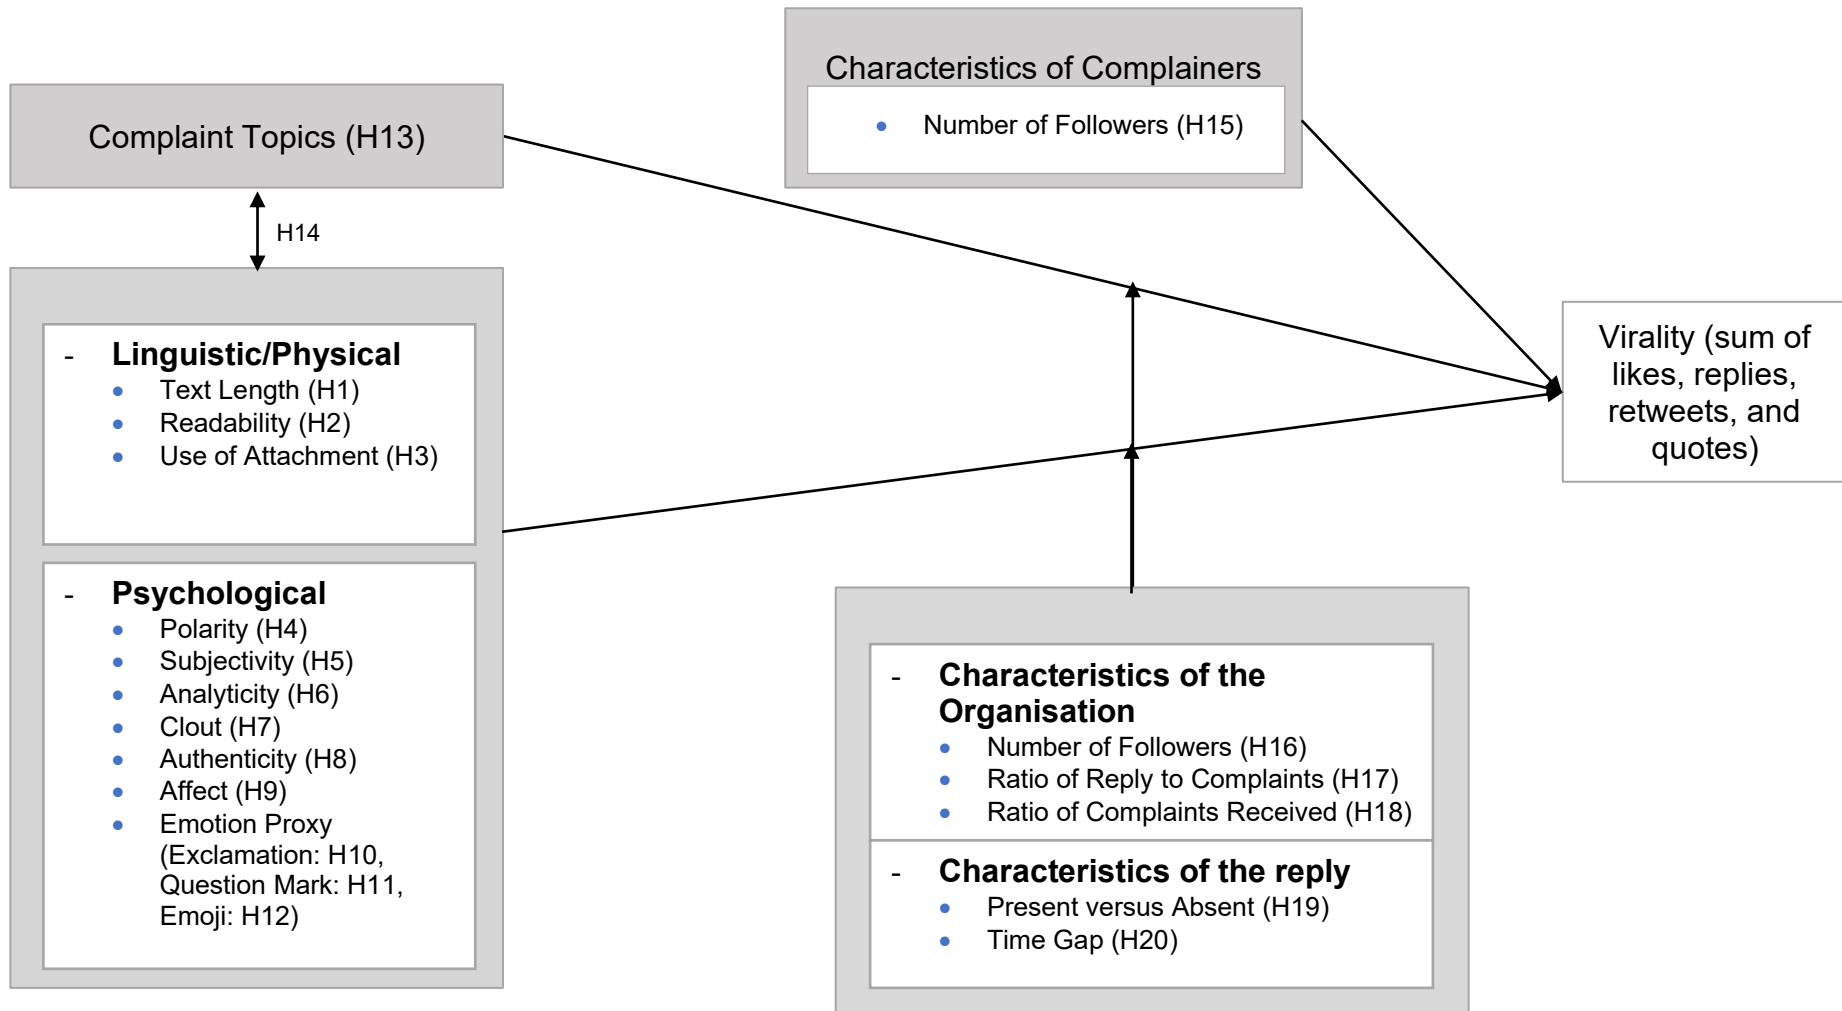 Characteristics of Complainers
• Number of Followers (H15)
Complaint Topics (H13)
H14
- Linguistic/Physical
• Text Length (H1)
• Readability (H2)
• Use of Attachment (H3)
- Psychological
• Polarity (H4)
• Subjectivity (H5)
• Analyticity (H6)
• Clout (H7)
• Authenticity (H8)
• Affect (H9)
• Emotion Proxy
(Exclamation: H10,
Question Mark: H11,
Emoji: H12)
Virality (sum of
likes, replies,
retweets, and
quotes)
- Characteristics of the
Organisation
• Number of Followers (H16)
• Ratio of Reply to Complaints (H17)
• Ratio of Complaints Received (H18)
- Characteristics of the reply
• Present versus Absent (H19)
• Time Gap (H20)